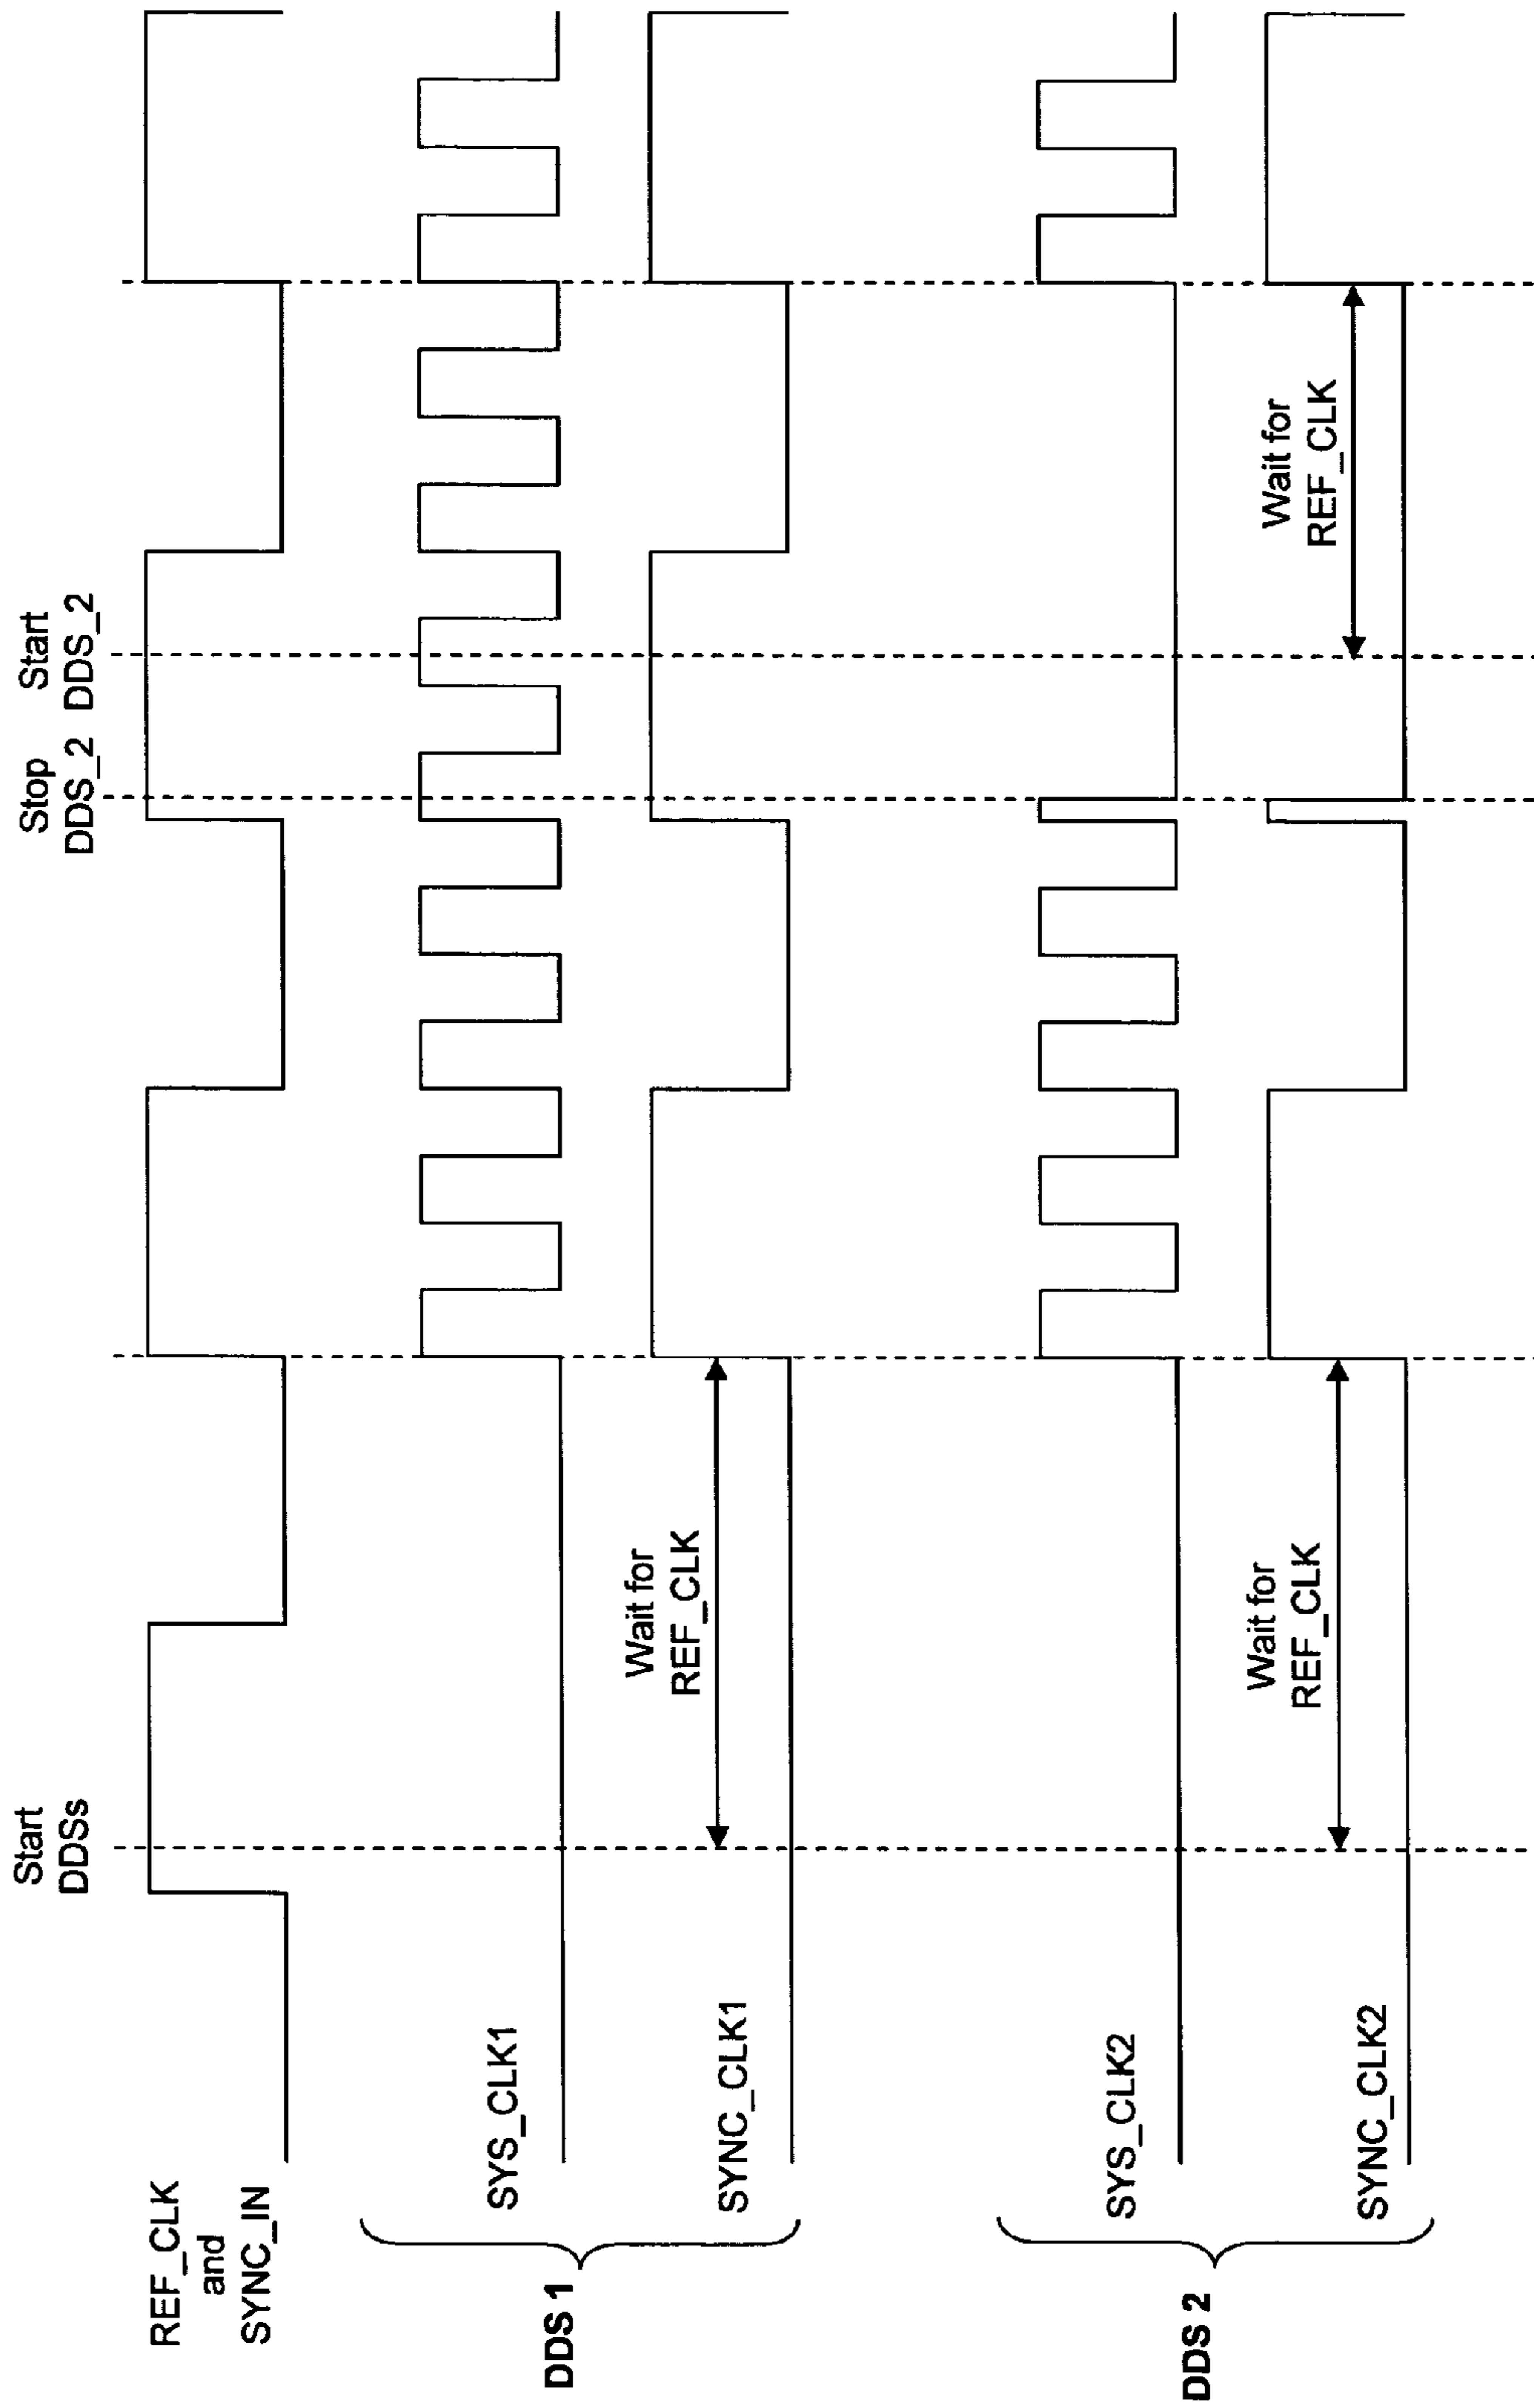 Start
DDSs
Stop
DDS_2
Start
DDS_2
REF_CLK
and
SYNC_IN
DDS 1
SYS_CLK1
SYNC_CLK1
Wait for
REF_CLK
DDS 2
SYS_CLK2
SYNC_CLK2
Wait for
REF_CLK
Wait for
REF_CLK